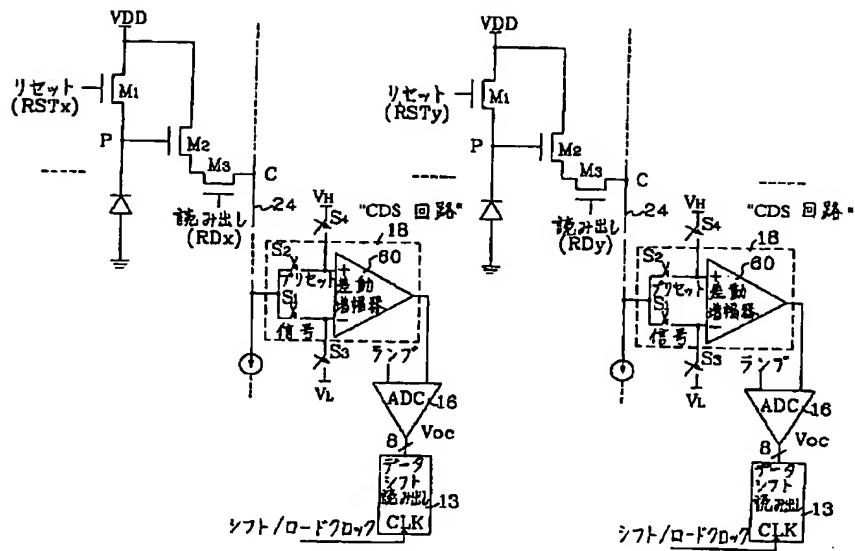 VDD
リセット
(RSTx)
M1
P
M2
M3
C
24
読み出し
(RDx)
VH
S4
"CDS 回路"
18
60
S2
プリセット
S1
信号
+
差動
増幅器
−
S3
VL
ランプ
ADC
16
8
Voc
データ
シフト
読み出し
13
CLK
シフト/ロードクロック
VDD
リセット
(RSTy)
M1
P
M2
M3
C
24
読み出し
(RDy)
VH
S4
"CDS 回路"
18
60
S2
プリセット
S1
信号
+
差動
増幅器
−
S3
VL
ランプ
ADC
16
8
Voc
データ
シフト
読み出し
13
CLK
シフト/ロードクロック